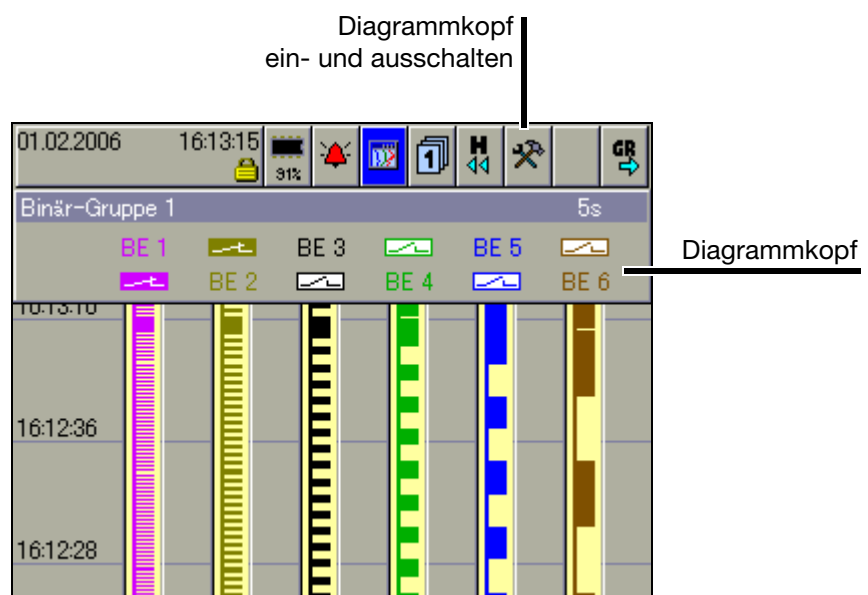 Diagrammkopf
ein- und ausschalten
01.02.2006 16:13:15
91%
1
H
GR
Binär-Gruppe 1 5s
BE 1 BE 3 BE 5
BE 2 BE 4 BE 6
Diagrammkopf
16:12:36
16:12:28